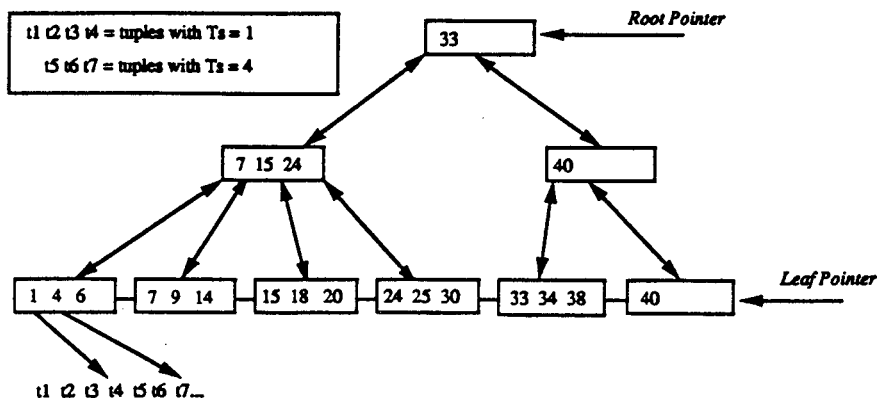 t1 t2 t3 t4 = tuples with Ts = 1
t5 t6 t7 = tuples with Ts = 4
Root Pointer
33
7 15 24
40
1 4 6
7 9 14
15 18 20
24 25 30
33 34 38
40
Leaf Pointer
t1 t2 t3 t4 t5 t6 t7...